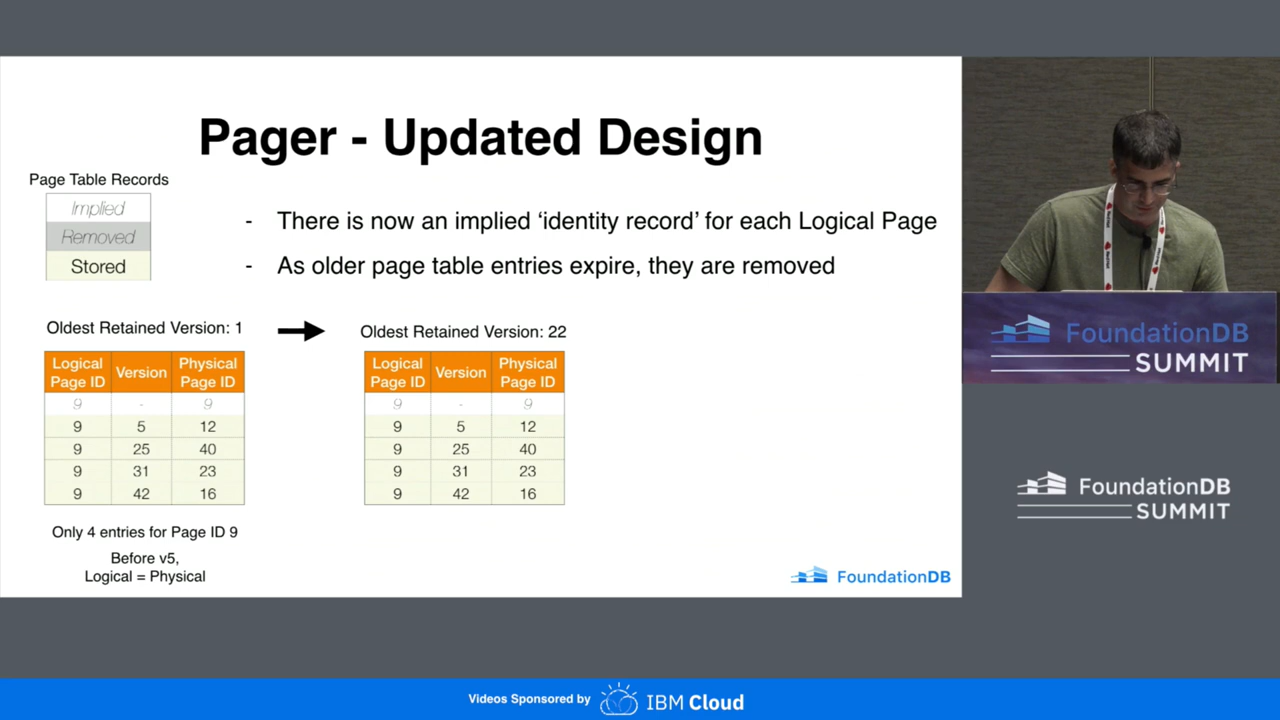 Pager - Updated Design
Page Table Records
Implied
Removed
Stored
- There is now an implied ‘identity record’ for each Logical Page
- As older page table entries expire, they are removed
Oldest Retained Version: 1
Logical Page ID Version Physical Page ID
9 - 9
9 5 12
9 25 40
9 31 23
9 42 16
Only 4 entries for Page ID 9
Before v5,
Logical = Physical
Oldest Retained Version: 22
Logical Page ID Version Physical Page ID
9 - 9
9 5 12
9 25 40
9 31 23
9 42 16
FoundationDB
FoundationDB
SUMMIT
FoundationDB
SUMMIT
Videos Sponsored by IBM Cloud